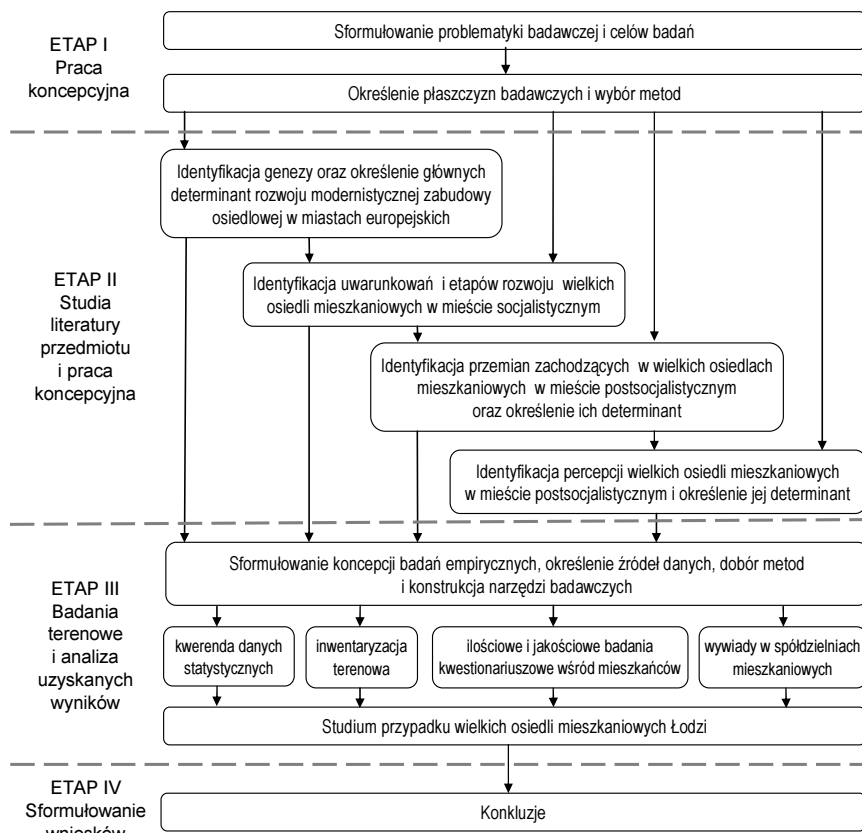 ETAP I
Praca
koncepcyjna
Sformułowanie problematyki badawczej i celów badań
Określenie płaszczyzn badawczych i wybór metod
ETAP II
Studia
literatury
przedmiotu
i praca
koncepcyjna
Identyfikacja genezy oraz określenie głównych
determinant rozwoju modernistycznej zabudowy
osiedlowej w miastach europejskich
Identyfikacja uwarunkowań i etapów rozwoju wielkich
osiedli mieszkaniowych w mieście socjalistycznym
Identyfikacja przemian zachodzących w wielkich osiedlach
mieszkaniowych w mieście postsocjalistycznym
oraz określenie ich determinant
Identyfikacja percepcji wielkich osiedli mieszkaniowych
w mieście postsocjalistycznym i określenie jej determinant
ETAP III
Badania
terenowe
i analiza
uzyskanych
wyników
Sformułowanie koncepcji badań empirycznych, określenie źródeł danych, dobór metod
i konstrukcja narzędzi badawczych
kwerenda danych
statystycznych
inwentaryzacja
terenowa
ilościowe i jakościowe badania
kwestionariuszowe wśród mieszkańców
wywiady w spółdzielniach
mieszkaniowych
Studium przypadku wielkich osiedli mieszkaniowych Łodzi
ETAP IV
Sformułowanie
wniosków
Konkluzje